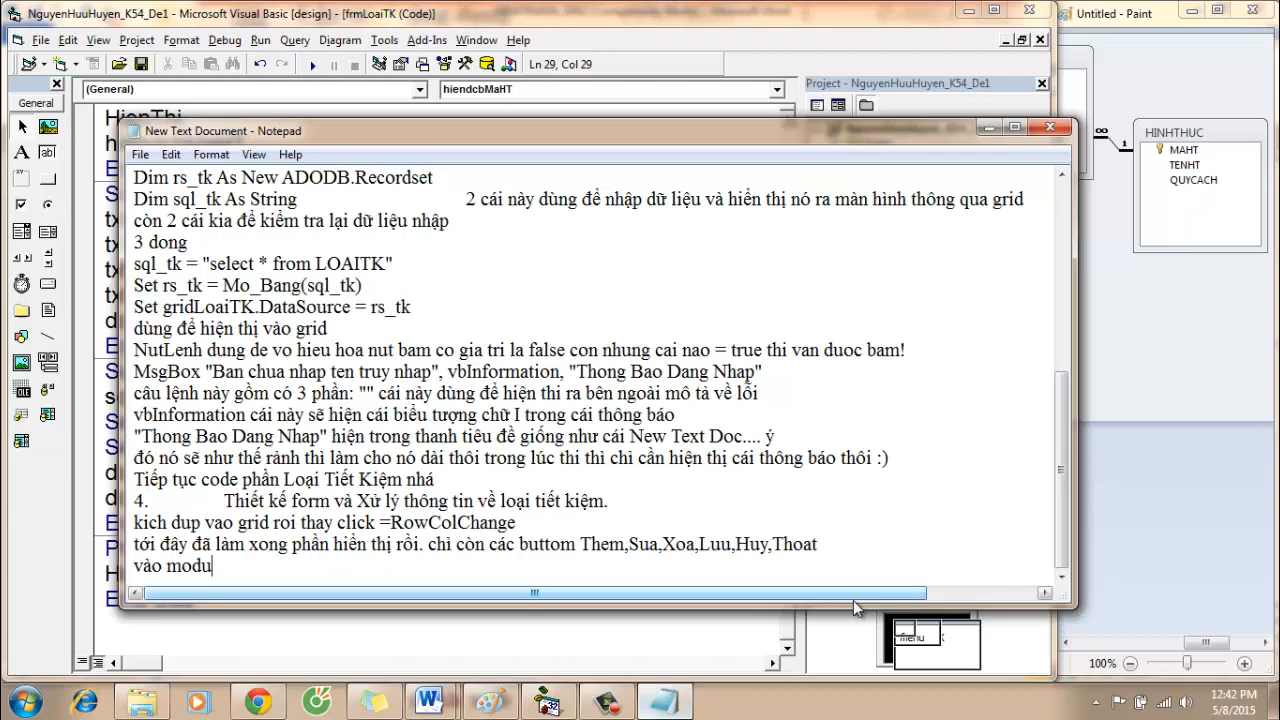 NguyenHuuHuyen_K54_De1 - Microsoft Visual Basic [design] - [frmLoaiTK (Code)]
Untitled - Paint
File Edit View Project Format Debug Run Query Diagram Tools Add-Ins Window Help
Ln 29, Col 29
General
(General)
hiendcbMaHT
Project - NguyenHuuHuyen_K54_De1
HienThi
New Text Document - Notepad
File Edit Format View Help
Dim rs_tk As New ADODB.Recordset
Dim sql_tk As String 2 cái này dùng để nhập dữ liệu và hiển thị nó ra màn hình thông qua grid
còn 2 cái kia để kiểm tra lại dữ liệu nhập
3 dong
sql_tk = "select * from LOAITK"
Set rs_tk = Mo_Bang(sql_tk)
Set gridLoaiTK.DataSource = rs_tk
dùng để hiện thị vào grid
NutLenh dung de vo hieu hoa nut bam co gia tri la false con nhung cai nao = true thi van duoc bam!
MsgBox "Ban chua nhap ten truy nhap", vbInformation, "Thong Bao Dang Nhap"
câu lệnh này gồm có 3 phần: "" cái này dùng để hiện thi ra bên ngoài mô tả về lỗi
vbInformation cái này sẽ hiện cái biểu tượng chữ I trong cái thông báo
"Thong Bao Dang Nhap" hiện trong thanh tiêu đề giống như cái New Text Doc.... ý
đó nó sẽ như thế rảnh thì làm cho nó dài thôi trong lúc thi thì chỉ cần hiện thị cái thông báo thôi :)
Tiếp tục code phần Loại Tiết Kiệm nhá
4. Thiết kế form và Xử lý thông tin về loại tiết kiệm.
kich dup vao grid roi thay click =RowColChange
tới đây đã làm xong phần hiển thị rồi. chỉ còn các buttom Them,Sua,Xoa,Luu,Huy,Thoat
vào modu
HINHTHUC
MAHT
TENHT
QUYCACH
∞ 1
menu
100%
12:42 PM
5/8/2015